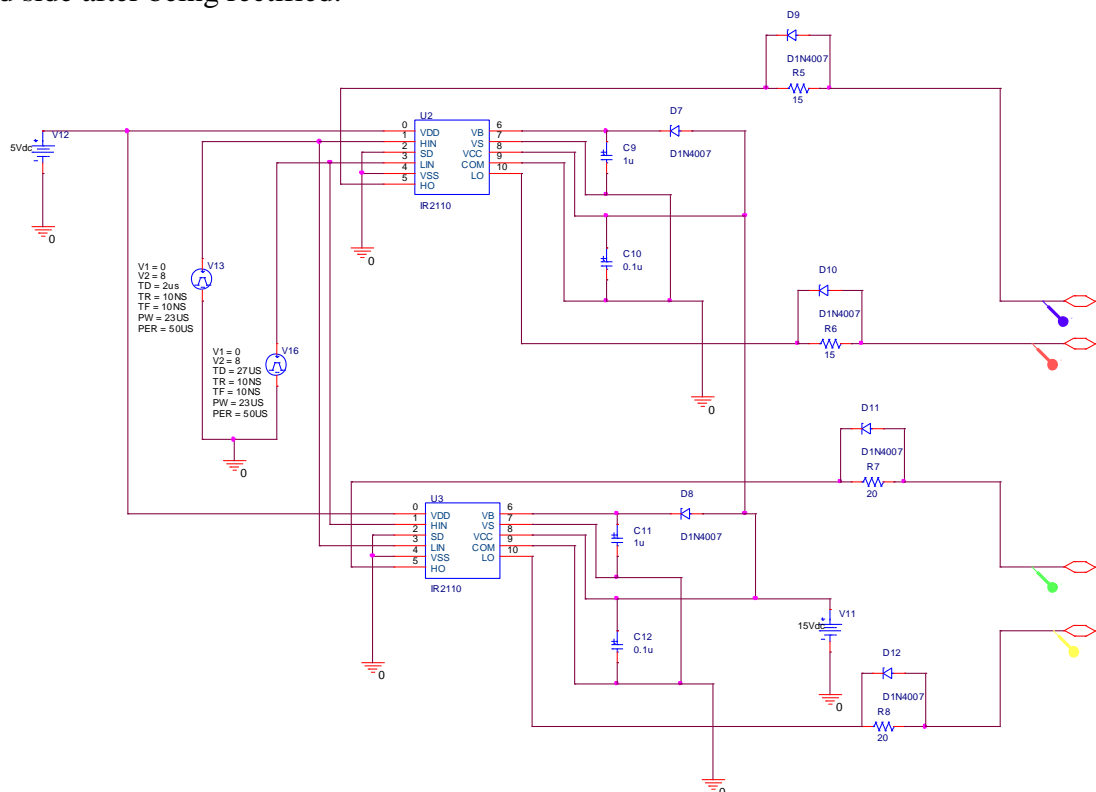 d side after being rectified.
D9
D1N4007
R5
15
V12
5Vdc
0
U2
0 VDD VB 6
1 HIN VS 7
2 SD VCC 8
3 LIN COM 9
4 VSS LO 10
5 HO
IR2110
D7
D1N4007
C9
1u
C10
0.1u
0
0
V1 = 0
V2 = 8
TD = 2us
TR = 10NS
TF = 10NS
PW = 23US
PER = 50US
V13
V1 = 0
V2 = 8
TD = 27US
TR = 10NS
TF = 10NS
PW = 23US
PER = 50US
V16
0
D10
D1N4007
R6
15
D11
D1N4007
R7
20
U3
0 VDD VB 6
1 HIN VS 7
2 SD VCC 8
3 LIN COM 9
4 VSS LO 10
5 HO
IR2110
D8
D1N4007
C11
1u
C12
0.1u
0
V11
15Vdc
0
D12
D1N4007
R8
20
0